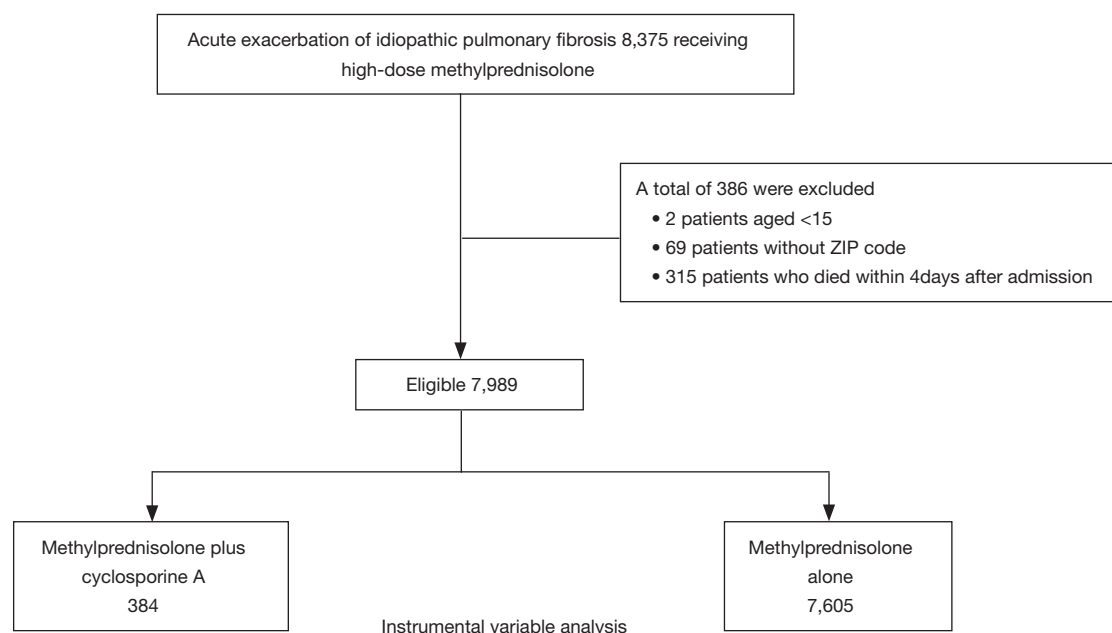 Acute exacerbation of idiopathic pulmonary fibrosis 8,375 receiving
high-dose methylprednisolone
A total of 386 were excluded
• 2 patients aged <15
• 69 patients without ZIP code
• 315 patients who died within 4days after admission
Eligible 7,989
Methylprednisolone plus
cyclosporine A
384
Methylprednisolone
alone
7,605
Instrumental variable analysis